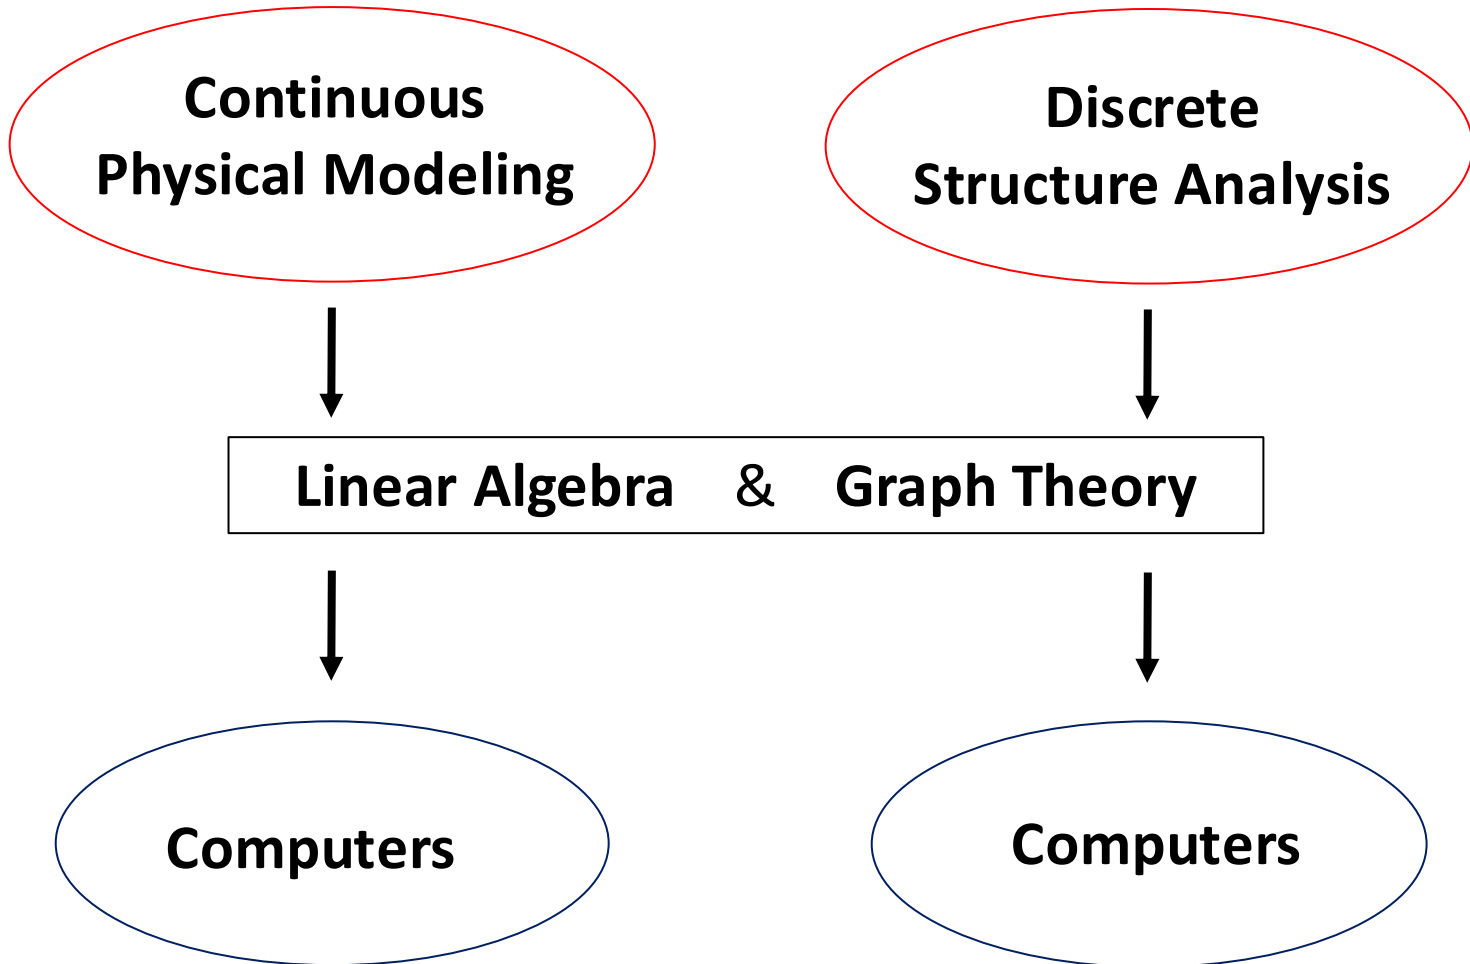 Continuous
Physical Modeling
Discrete
Structure Analysis
Linear Algebra & Graph Theory
Computers
Computers